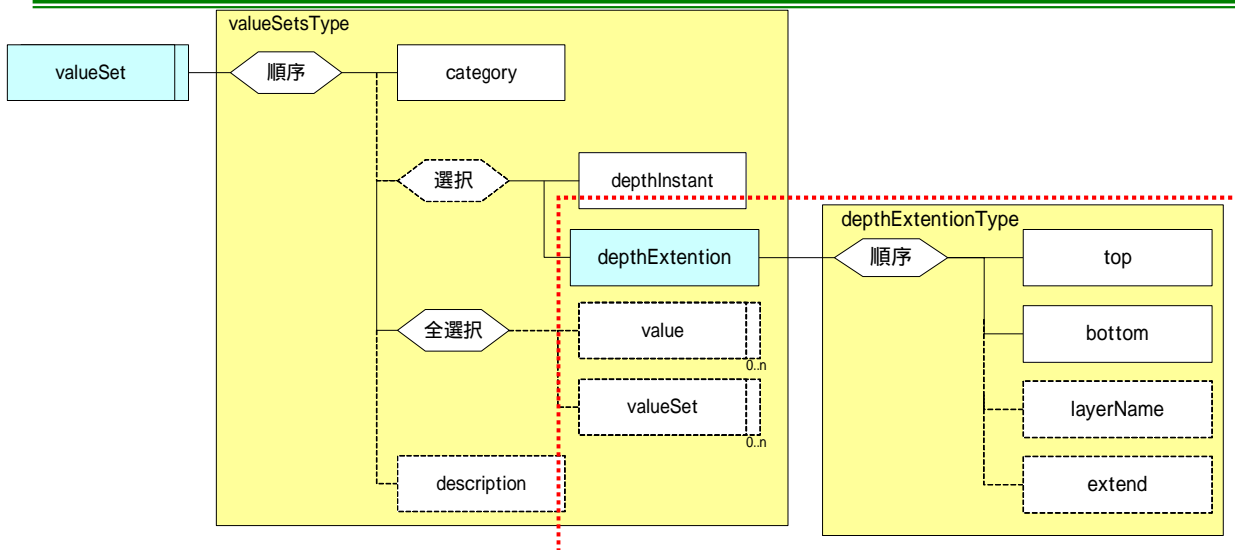 valueSetsType
valueSet
順序
category
選択
depthInstant
depthExtention
depthExtentionType
順序
top
bottom
layerName
extend
全選択
value
0..n
valueSet
0..n
description